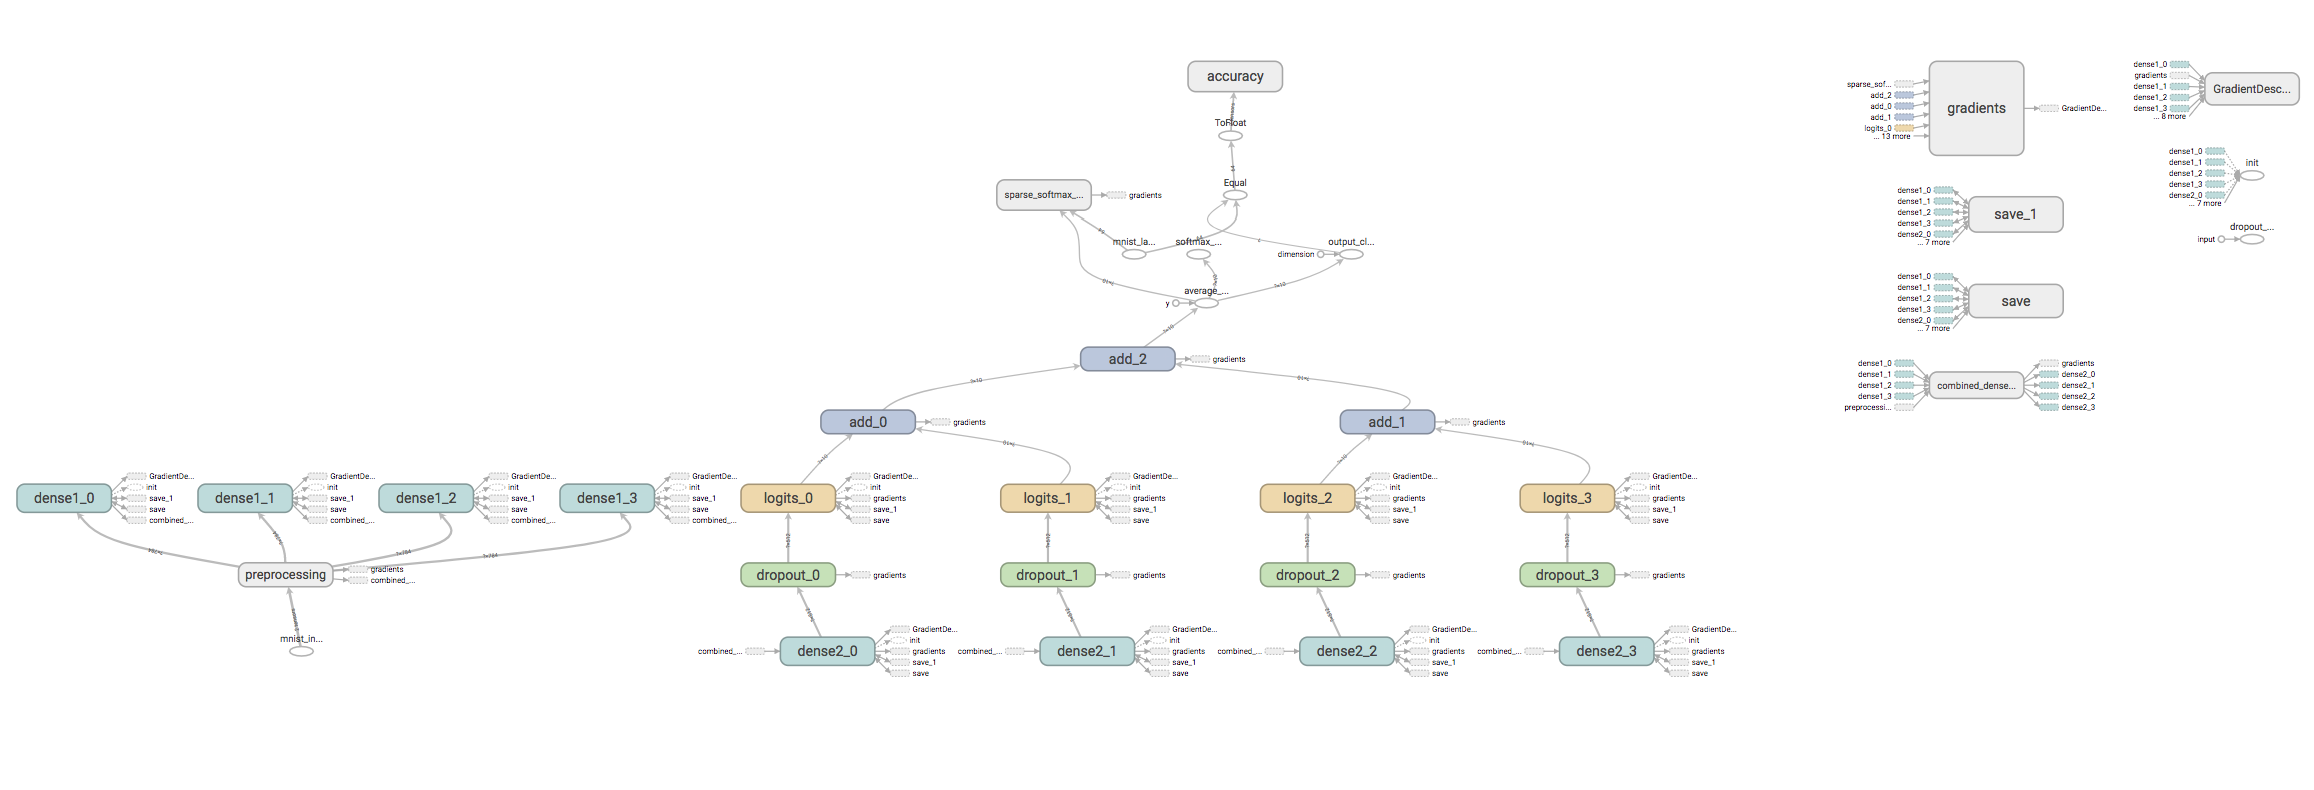 accuracy
ToFloat
Equal
sparse_softmax_...
gradients
mnist_la...
softmax_...
output_cl...
dimension
average_...
y
add_2
gradients
add_0
gradients
add_1
gradients
dense1_0
GradientDe...
init
save_1
save
combined_...
dense1_1
GradientDe...
init
save_1
save
combined_...
dense1_2
GradientDe...
init
save_1
save
combined_...
dense1_3
GradientDe...
init
save_1
save
combined_...
logits_0
GradientDe...
init
gradients
save_1
save
logits_1
GradientDe...
init
gradients
save_1
save
logits_2
GradientDe...
init
gradients
save_1
save
logits_3
GradientDe...
init
gradients
save_1
save
preprocessing
gradients
combined_...
mnist_in...
dropout_0
gradients
dropout_1
gradients
dropout_2
gradients
dropout_3
gradients
combined_...
dense2_0
GradientDe...
init
gradients
save_1
save
combined_...
dense2_1
GradientDe...
init
gradients
save_1
save
combined_...
dense2_2
GradientDe...
init
gradients
save_1
save
combined_...
dense2_3
GradientDe...
init
gradients
save_1
save
sparse_sof...
add_2
add_0
add_1
logits_0
... 13 more
gradients
GradientDe...
dense1_0
gradients
dense1_1
dense1_2
dense1_3
... 8 more
GradientDesc...
dense1_0
dense1_1
dense1_2
dense1_3
dense2_0
... 7 more
init
dense1_0
dense1_1
dense1_2
dense1_3
dense2_0
... 7 more
save_1
dropout_...
input
dense1_0
dense1_1
dense1_2
dense1_3
dense2_0
... 7 more
save
dense1_0
dense1_1
dense1_2
dense1_3
preprocessi...
combined_dense...
gradients
dense2_0
dense2_1
dense2_2
dense2_3